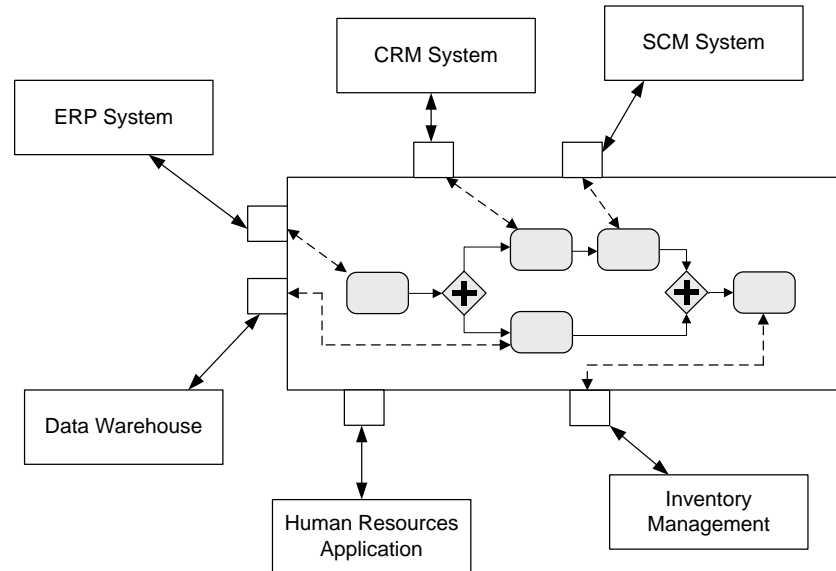 SCM System
CRM System
ERP System
Data Warehouse
Human Resources
Application
Inventory
Management